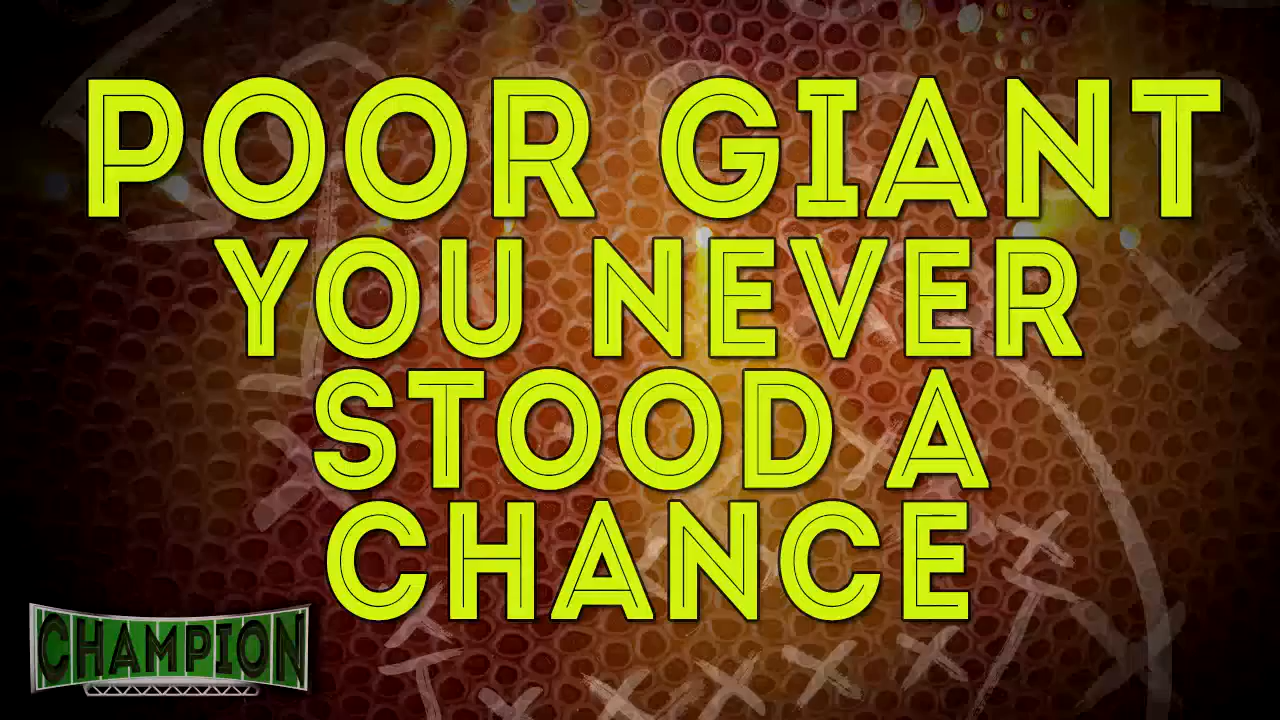 POOR GIANT
YOU NEVER
STOOD A
CHANCE
CHAMPION